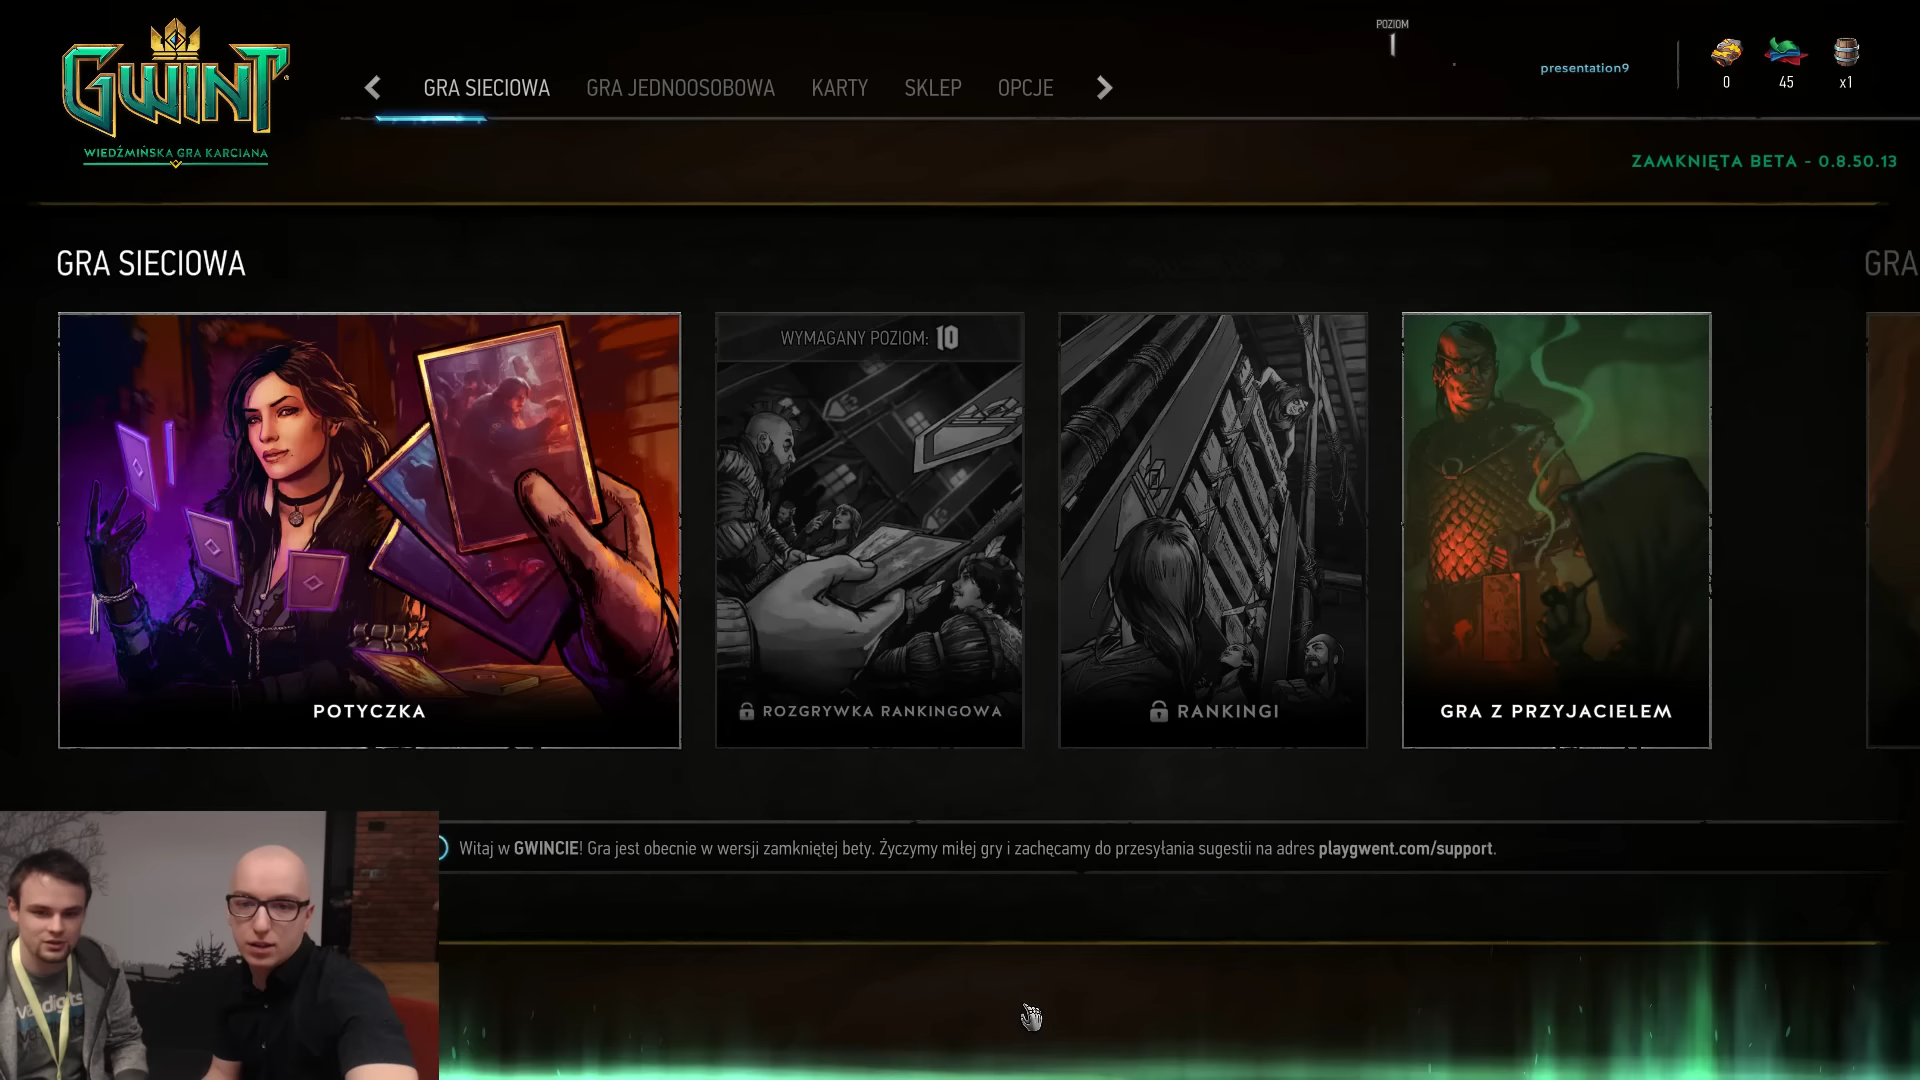 GWINT
WIEDŹMIŃSKA GRA KARCIANA
GRA SIECIOWA
GRA JEDNOOSOBOWA
KARTY
SKLEP
OPCJE
POZIOM
1
presentation9
0
45
x1
ZAMKNIĘTA BETA - 0.8.50.13
GRA SIECIOWA
GRA
WYMAGANY POZIOM: 10
POTYCZKA
ROZGRYWKA RANKINGOWA
RANKINGI
GRA Z PRZYJACIELEM
Witaj w GWINCIE! Gra jest obecnie w wersji zamkniętej bety. Życzymy miłej gry i zachęcamy do przesyłania sugestii na adres playgwent.com/support.